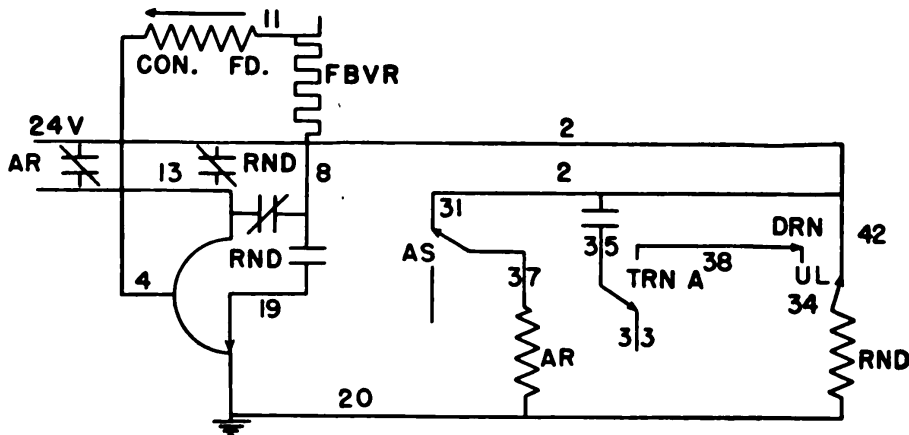 11
CON. FD.
FBVR
24V
2
AR
13
RND
8
2
31
DRN
35
42
AS
RND
37
TRN A
38
UL
4
19
34
33
AR
RND
20